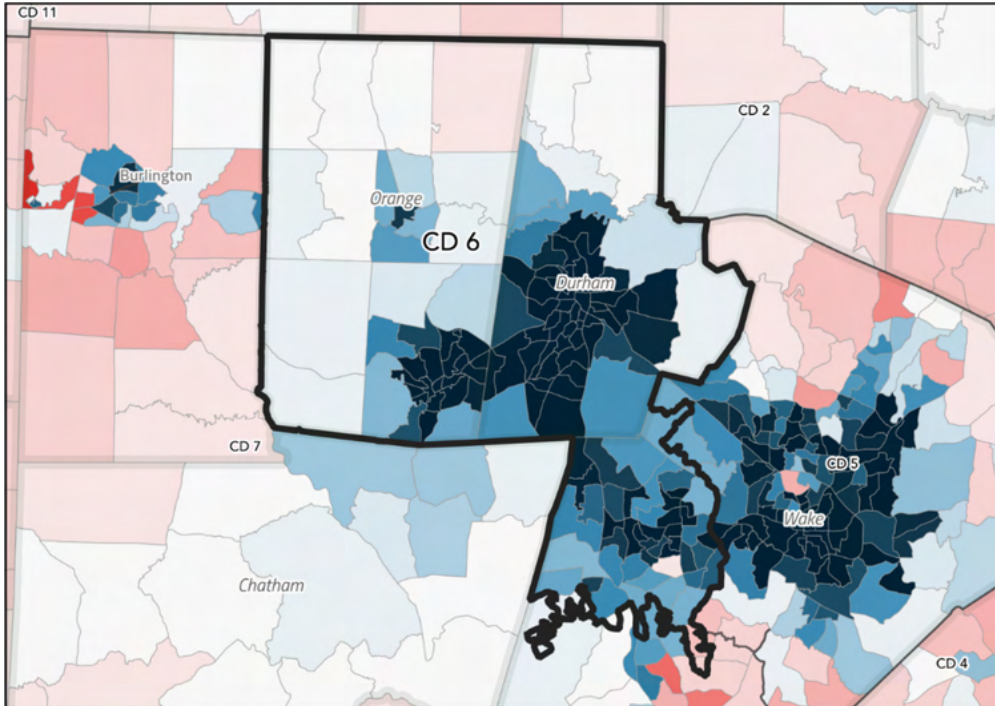 CD 11
CD 2
Burlington
Orange
CD 6
Durham
CD 7
CD 5
Wake
Chatham
CD 4